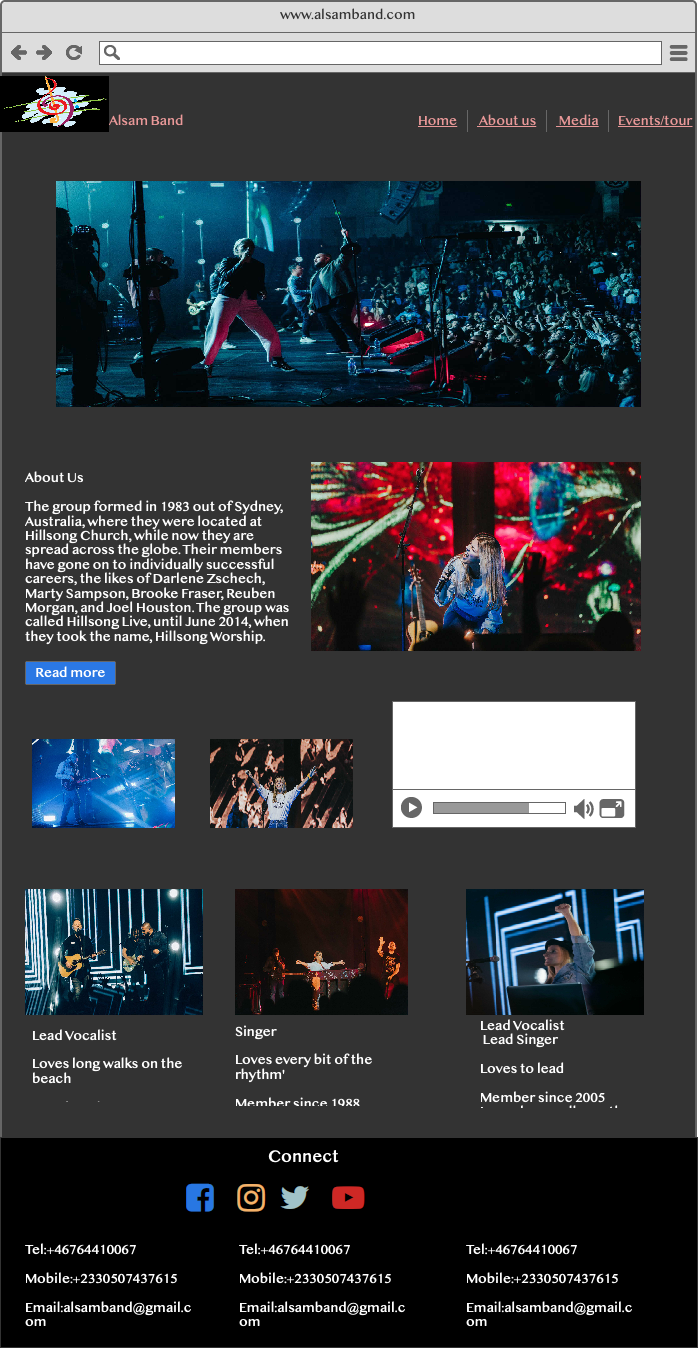 www.alsamband.com
Alsam Band
Home
About us
Media
Events/tour
About Us
The group formed in 1983 out of Sydney,
Australia, where they were located at
Hillsong Church, while now they are
spread across the globe. Their members
have gone on to individually successful
careers, the likes of Darlene Zschech,
Marty Sampson, Brooke Fraser, Reuben
Morgan, and Joel Houston. The group was
called Hillsong Live, until June 2014, when
they took the name, Hillsong Worship.
Read more
Lead Vocalist
Loves long walks on the
beach
Singer
Loves every bit of the
rhythm'
Member since 1988
Lead Vocalist
Lead Singer
Loves to lead
Member since 2005
Connect
Tel:+46764410067
Mobile:+2330507437615
Email:alsamband@gmail.c
om
Tel:+46764410067
Mobile:+2330507437615
Email:alsamband@gmail.c
om
Tel:+46764410067
Mobile:+2330507437615
Email:alsamband@gmail.c
om